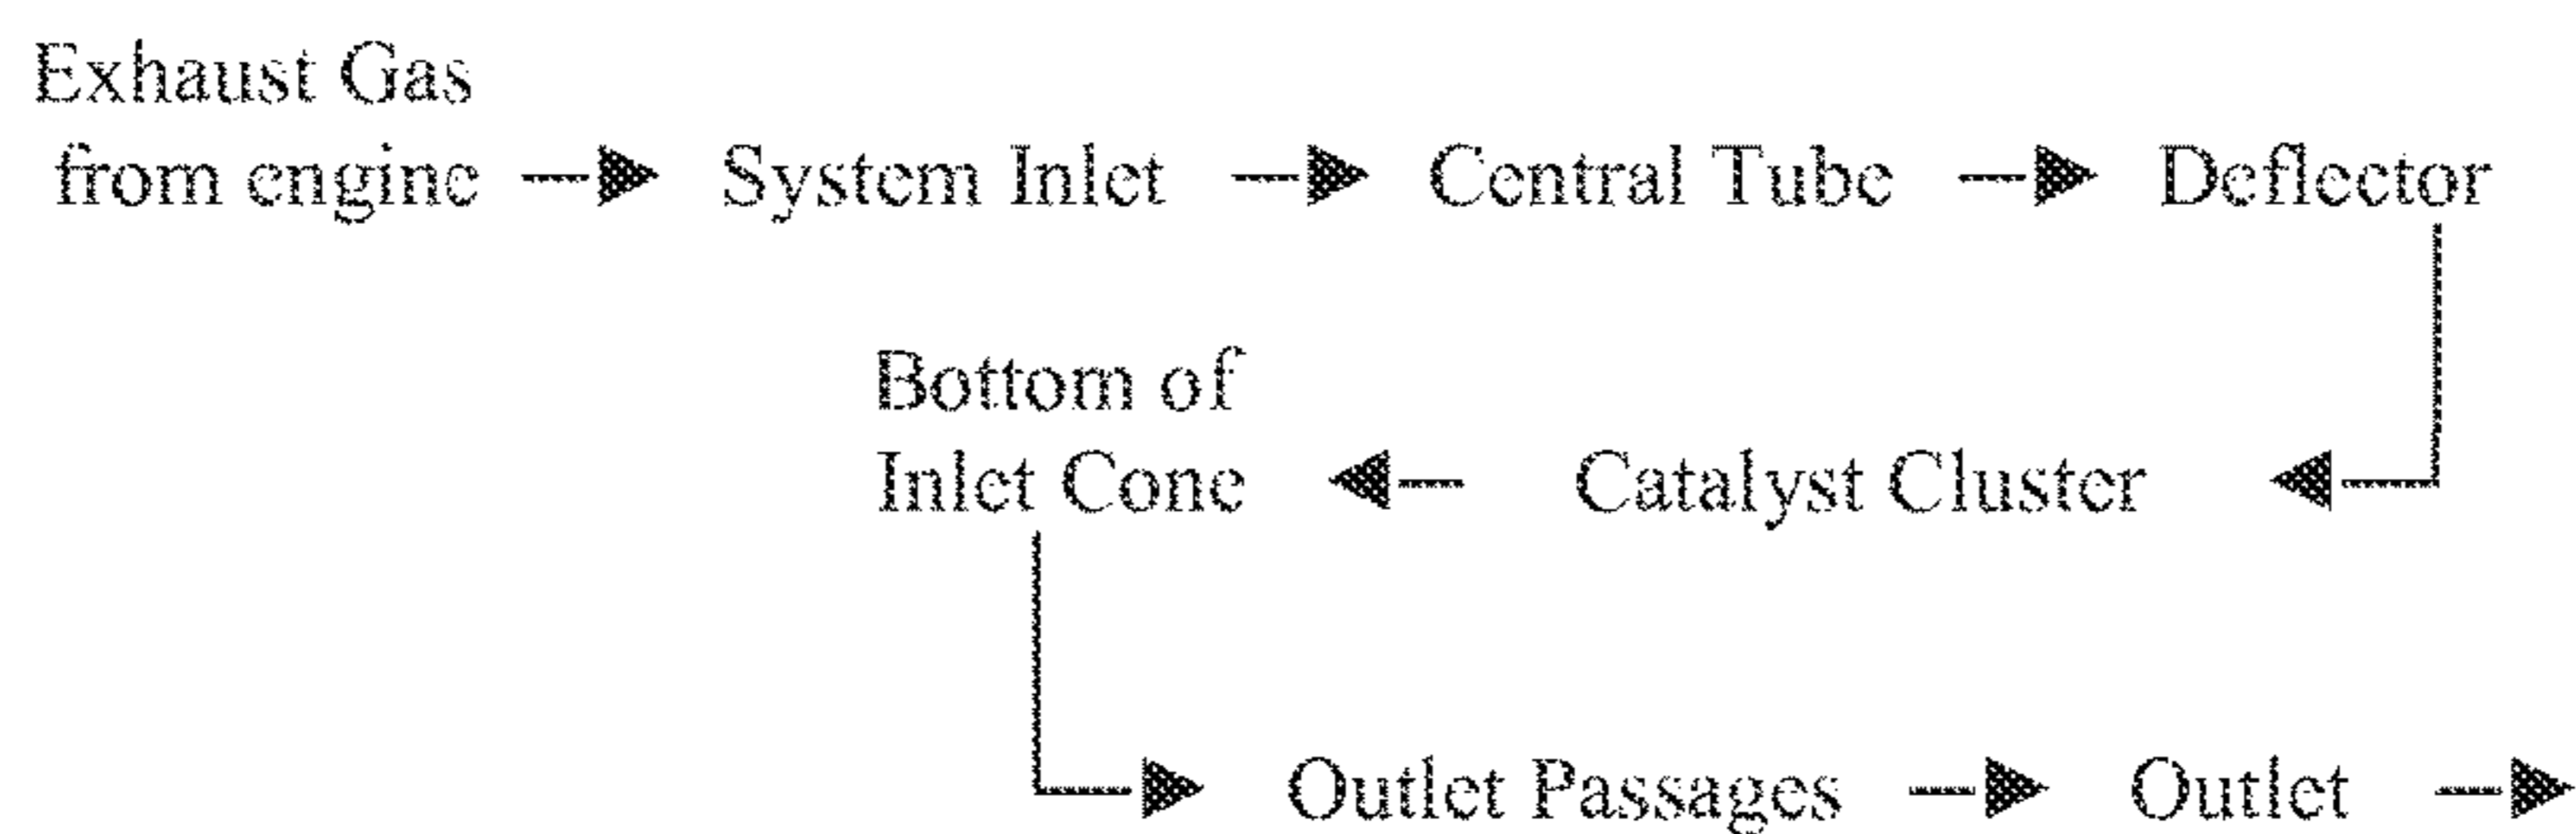 Exhaust Gas
from engine System Inlet Central Tube Deflector
Bottom of
Inlet Cone Catalyst Cluster
Outlet Passages Outlet